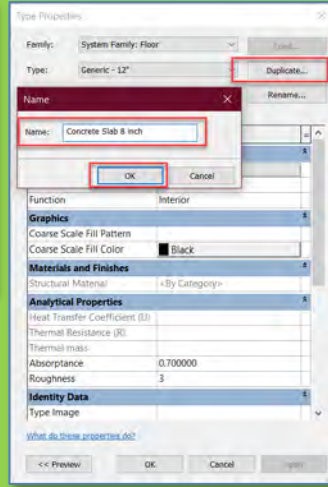 Type Properties
Family: System Family: Floor Load...
Type: Generic - 12" Duplicate...
Rename...
Name
Name: Concrete Slab 8 inch
OK Cancel
=
Function Interior
Graphics
Coarse Scale Fill Pattern
Coarse Scale Fill Color Black
Materials and Finishes
Structural Material <By Category>
Analytical Properties
Heat Transfer Coefficient (U)
Thermal Resistance (R)
Thermal mass
Absorptance 0.700000
Roughness 3
Identity Data
Type Image
What do these properties do?
<< Preview OK Cancel Apply